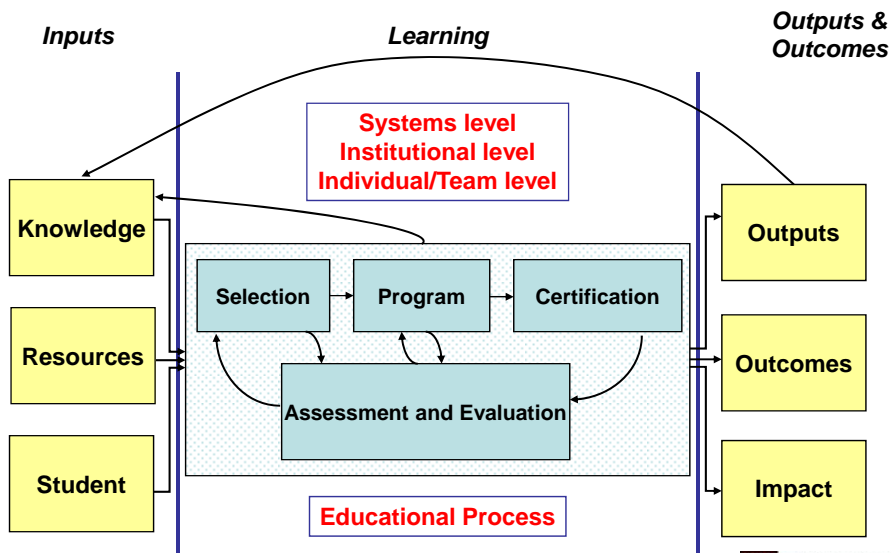 Inputs
Learning
Outputs &
Outcomes
Systems level
Institutional level
Individual/Team level
Knowledge
Resources
Student
Selection
Program
Certification
Assessment and Evaluation
Educational Process
Outputs
Outcomes
Impact